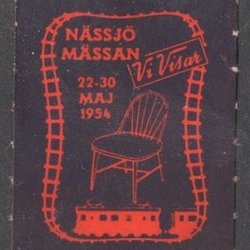 NÄSSJÖ
MÄSSAN
Vi Visar
22-30
MAJ
1954